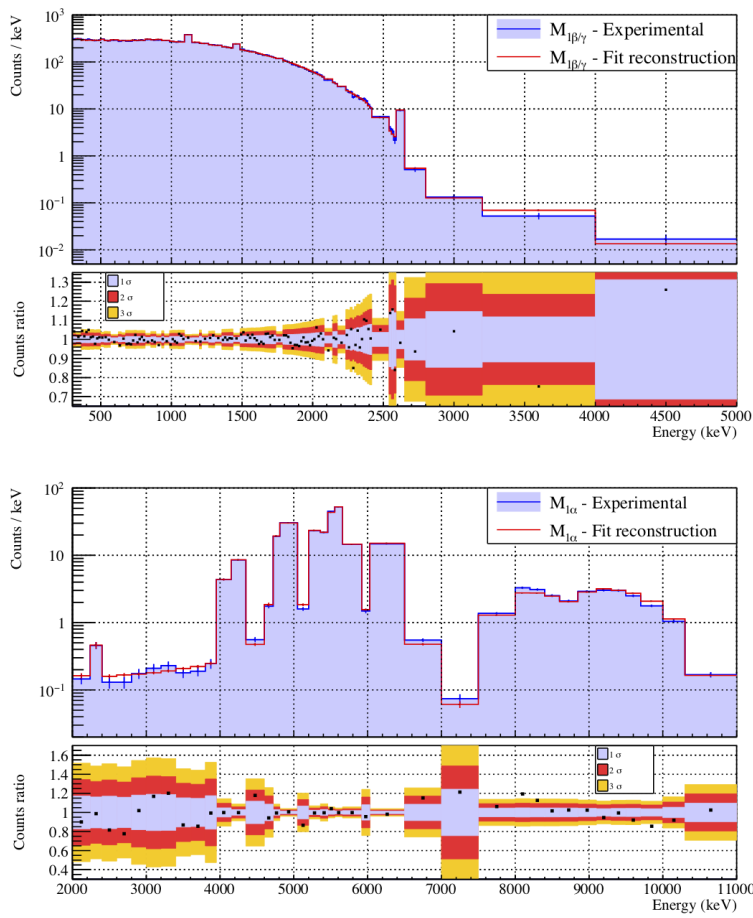 10³
10²
10
1
10⁻¹
10⁻²
Counts / keV
M1β/γ - Experimental
M1β/γ - Fit reconstruction
1.3
1.2
1.1
1
0.9
0.8
0.7
Counts ratio
1 σ
2 σ
3 σ
500 1000 1500 2000 2500 3000 3500 4000 4500 5000
Energy (keV)
10²
10
1
10⁻¹
Counts / keV
M1α - Experimental
M1α - Fit reconstruction
1.6
1.4
1.2
1
0.8
0.6
0.4
Counts ratio
1 σ
2 σ
3 σ
2000 3000 4000 5000 6000 7000 8000 9000 10000 11000
Energy (keV)